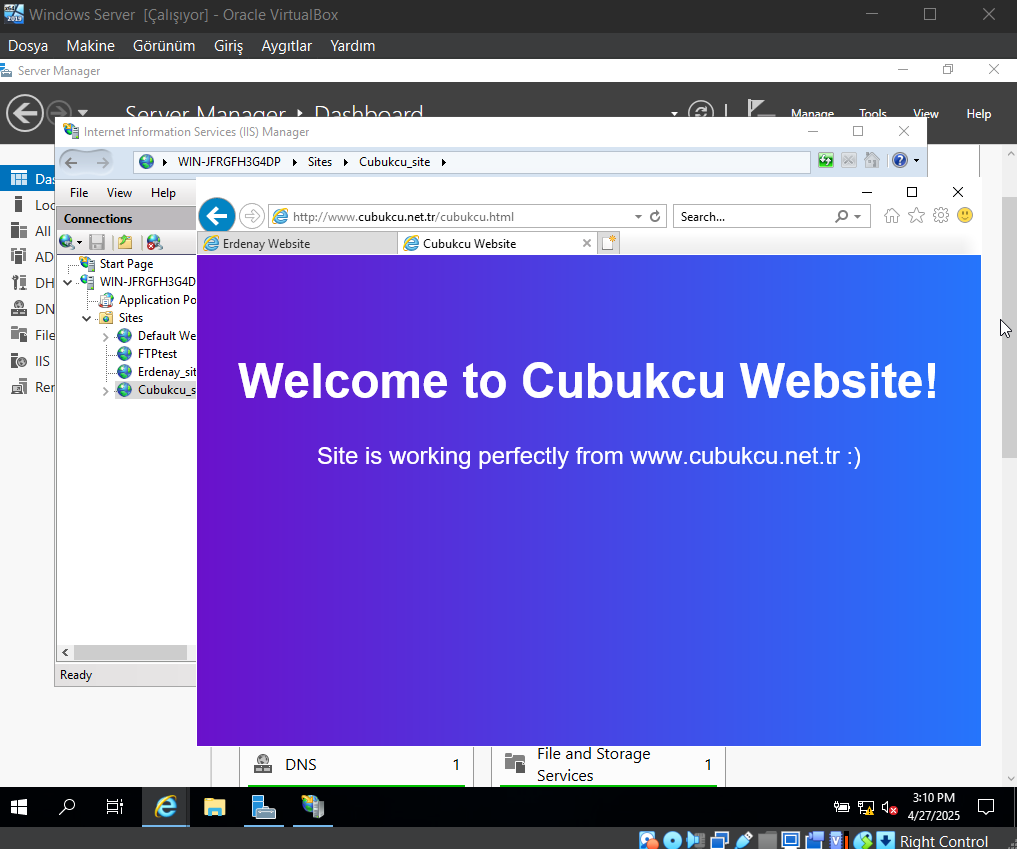 Windows Server [Çalışıyor] - Oracle VirtualBox
Dosya Makine Görünüm Giriş Aygıtlar Yardım
Server Manager
Server Manager Dashboard
Manage Tools View Help
Internet Information Services (IIS) Manager
WIN-JFRGFH3G4DP Sites Cubukcu_site
File View Help
http://www.cubukcu.net.tr/cubukcu.html
Search...
Connections
Erdenay Website
Cubukcu Website
Das
Loc
All
AD
DH
DN
File
IIS
Rer
Start Page
WIN-JFRGFH3G4D
Application Po
Sites
Default We
FTPtest
Erdenay_sit
Cubukcu_s
Welcome to Cubukcu Website!
Site is working perfectly from www.cubukcu.net.tr :)
Ready
DNS 1
File and Storage
Services 1
3:10 PM
4/27/2025
Right Control